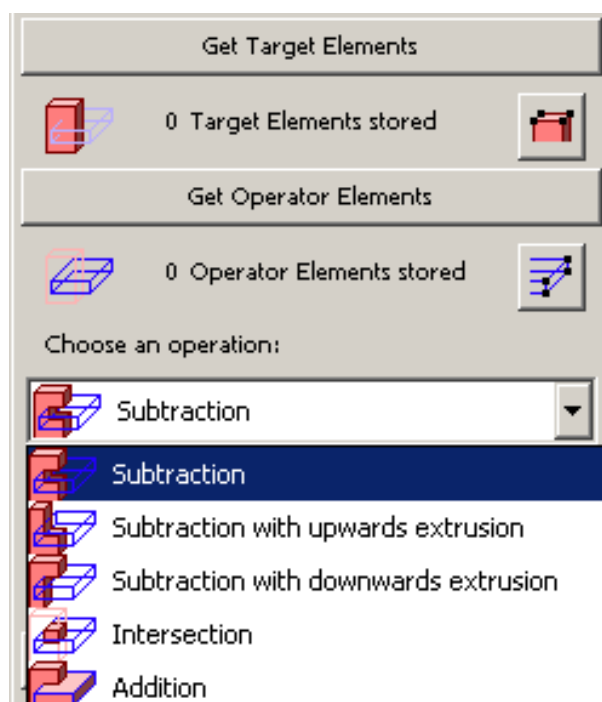 Get Target Elements
0 Target Elements stored
Get Operator Elements
0 Operator Elements stored
Choose an operation:
Subtraction
Subtraction
Subtraction with upwards extrusion
Subtraction with downwards extrusion
Intersection
Addition